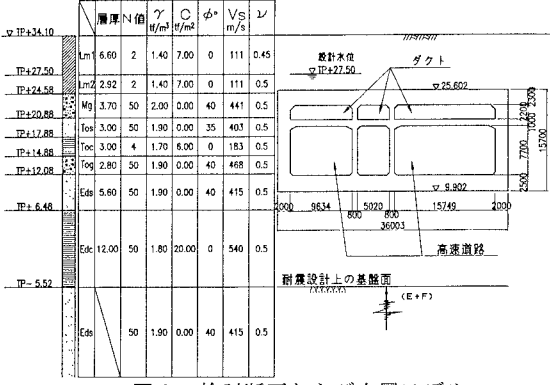 層厚 N値 γ tf/m³ C tf/m² φ° Vs m/s ν
▽ TP+34.10
Lm1 6.60 2 1.40 7.00 0 111 0.45
TP+27.50
Lm2 2.92 2 1.40 7.00 0 111 0.5
TP+24.58
Mg 3.70 50 2.00 0.00 40 441 0.5
TP+20.88
Tos 3.00 50 1.90 0.00 35 403 0.5
TP+17.88
Toc 3.00 4 1.70 6.00 0 183 0.5
TP+14.88
Tog 2.80 50 1.90 0.00 40 468 0.5
TP+12.08
Eds 5.60 50 1.90 0.00 40 415 0.5
TP+ 6.48
Edc 12.00 50 1.80 20.00 0 540 0.5
TP- 5.52
Eds 50 1.90 0.00 40 415 0.5
設計水位
▽TP+27.50
ダクト
▽25.602
2200 2300
1000
7700
15700
2500
▽ 9.902
2000 9634 5020 15749 2000
800 800
36003
高速道路
耐震設計上の基盤面
(E+F)